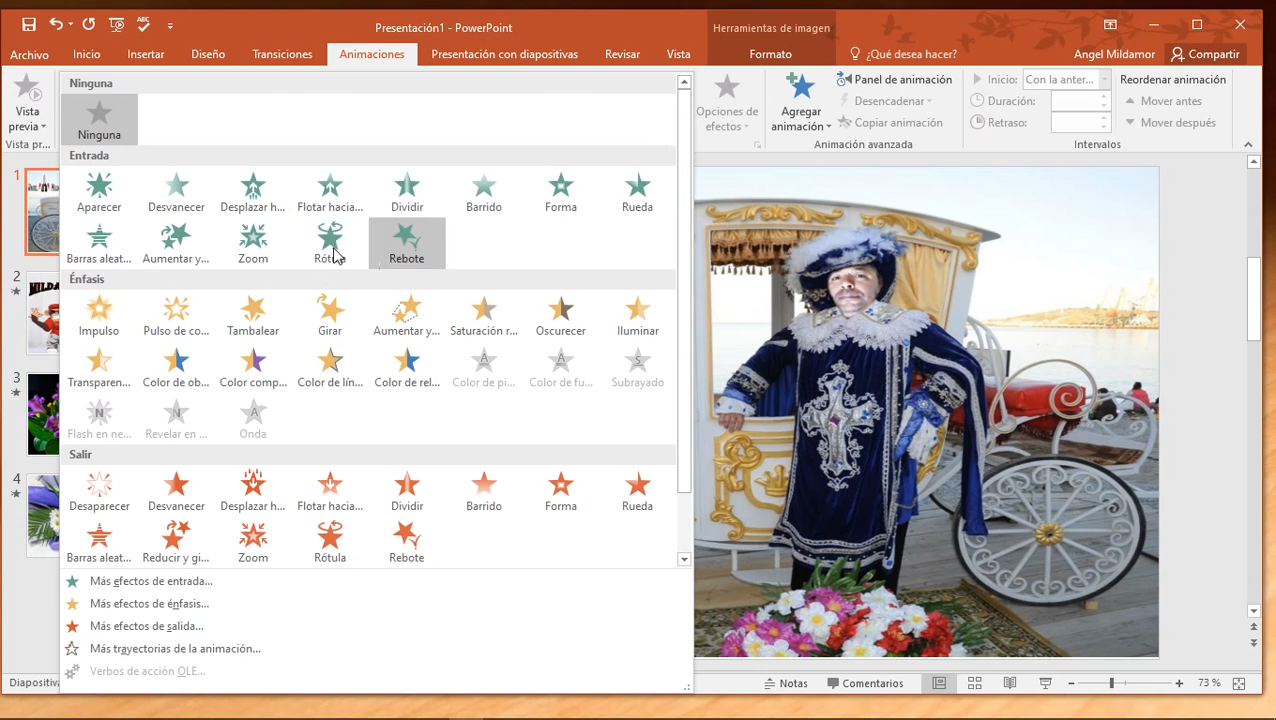 ABC
Presentación1 - PowerPoint
Herramientas de imagen
Archivo Inicio Insertar Diseño Transiciones Animaciones Presentación con diapositivas Revisar Vista Formato ¿Qué desea hacer? Angel Mildamor Compartir
Vista previa
Vista pr...
Ninguna
Ninguna
Entrada
Aparecer Desvanecer Desplazar h... Flotar hacia... Dividir Barrido Forma Rueda
Barras aleat... Aumentar y... Zoom Rótula Rebote
Énfasis
Impulso Pulso de co... Tambalear Girar Aumentar y... Saturación r... Oscurecer Iluminar
Transparen... Color de ob... Color comp... Color de lín... Color de rel... Color de pi... Color de fu... Subrayado
Flash en ne... Revelar en ... Onda
Salir
Desaparecer Desvanecer Desplazar h... Flotar hacia... Dividir Barrido Forma Rueda
Barras aleat... Reducir y gi... Zoom Rótula Rebote
Más efectos de entrada...
Más efectos de énfasis...
Más efectos de salida...
Más trayectorias de la animación...
Verbos de acción OLE...
Opciones de efectos
Agregar animación
Panel de animación
Desencadenar
Copiar animación
Animación avanzada
Inicio: Con la anter...
Duración:
Retraso:
Reordenar animación
Mover antes
Mover después
Intervalos
1
2
3
4
Diapositiv
Notas Comentarios 73 %